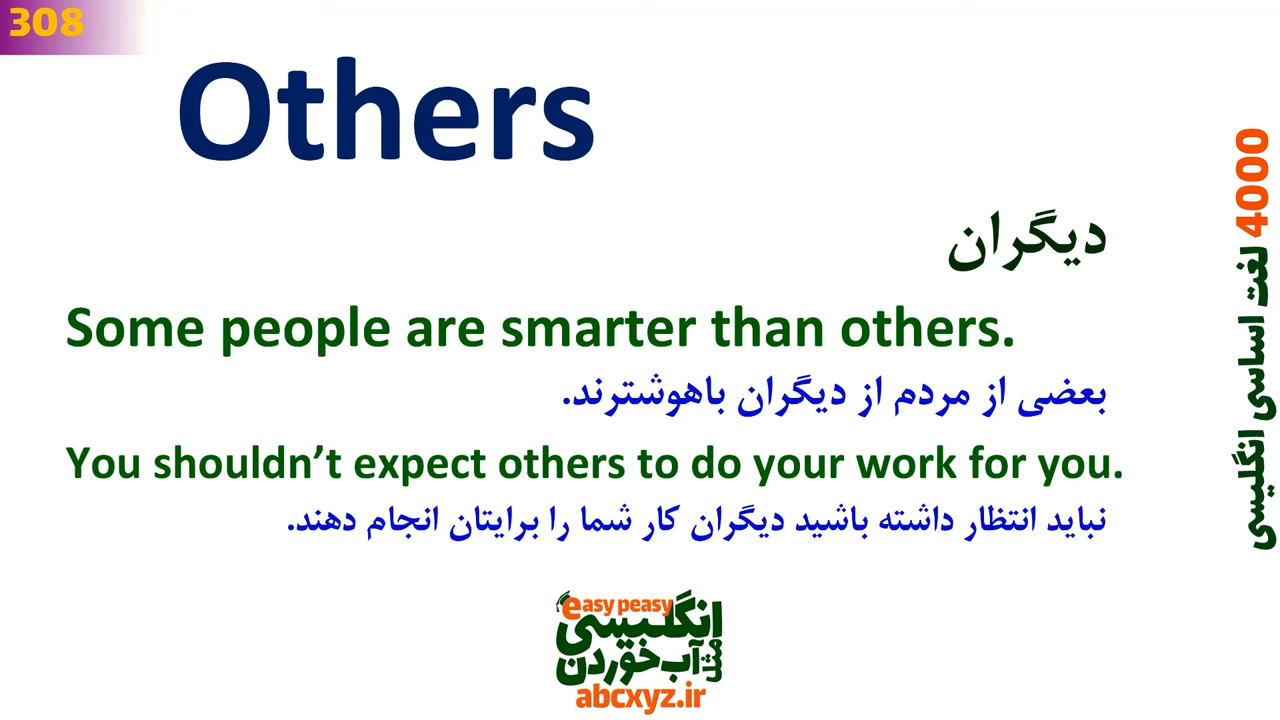 308
Others
دیگران
Some people are smarter than others.
بعضی از مردم از دیگران باهوشترند.
You shouldn’t expect others to do your work for you.
نباید انتظار داشته باشید دیگران کار شما را برایتان انجام دهند.
4000 لغت اساسی انگلیسی
easy peasy
انگلیسی
مثل آب خوردن
abcxyz.ir